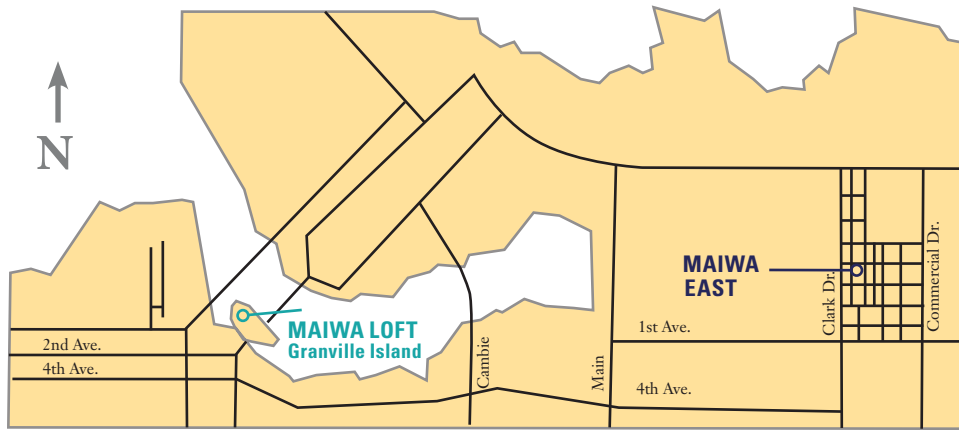 N
MAIWA
EAST
Clark Dr.
Commercial Dr.
MAIWA LOFT
Granville Island
1st Ave.
2nd Ave.
4th Ave.
Cambie
Main
4th Ave.